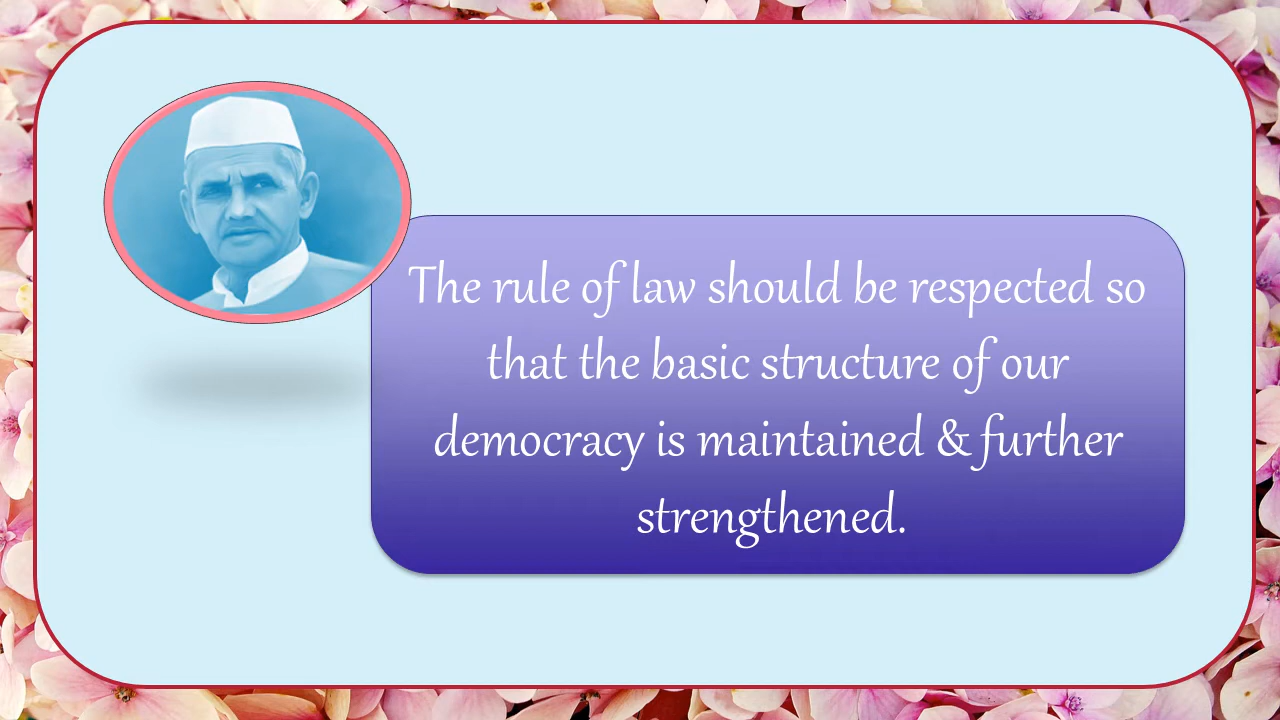 The rule of law should be respected so
that the basic structure of our
democracy is maintained & further
strengthened.